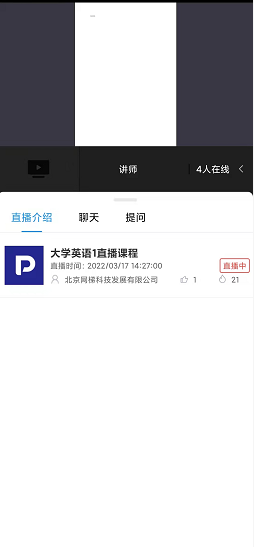 讲师
4人在线
直播介绍 聊天 提问
大学英语1直播课程
直播时间：2022/03/17 14:27:00
直播中
北京网梯科技发展有限公司 1 21